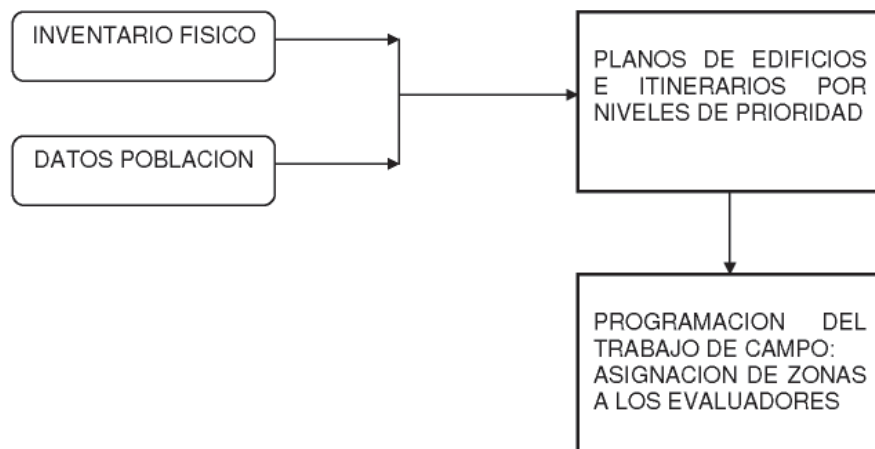 INVENTARIO FISICO
DATOS POBLACION
PLANOS DE EDIFICIOS
E ITINERARIOS POR
NIVELES DE PRIORIDAD
PROGRAMACION DEL
TRABAJO DE CAMPO:
ASIGNACION DE ZONAS
A LOS EVALUADORES